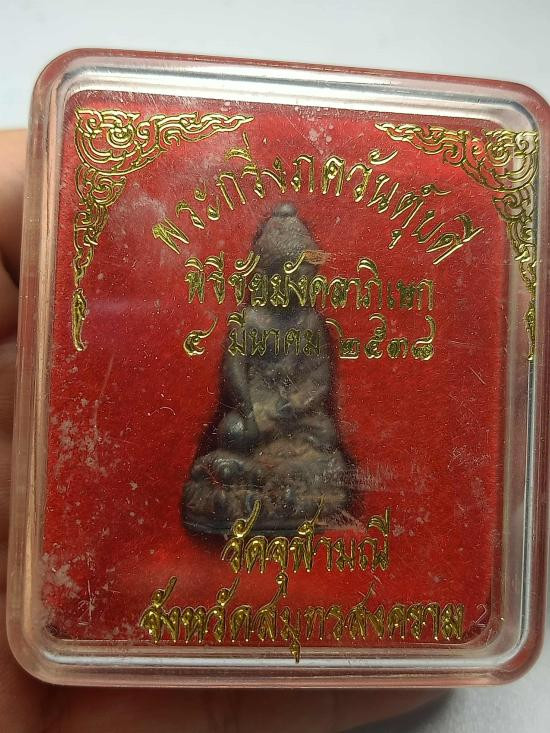 พระกริ่งภควันตุ้บดี
พิธีชัยมังคลาภิเษก
๔ มีนาคม ๒๕๓๘
วัดจุฬามณี
จังหวัดสมุทรสงคราม
2 2